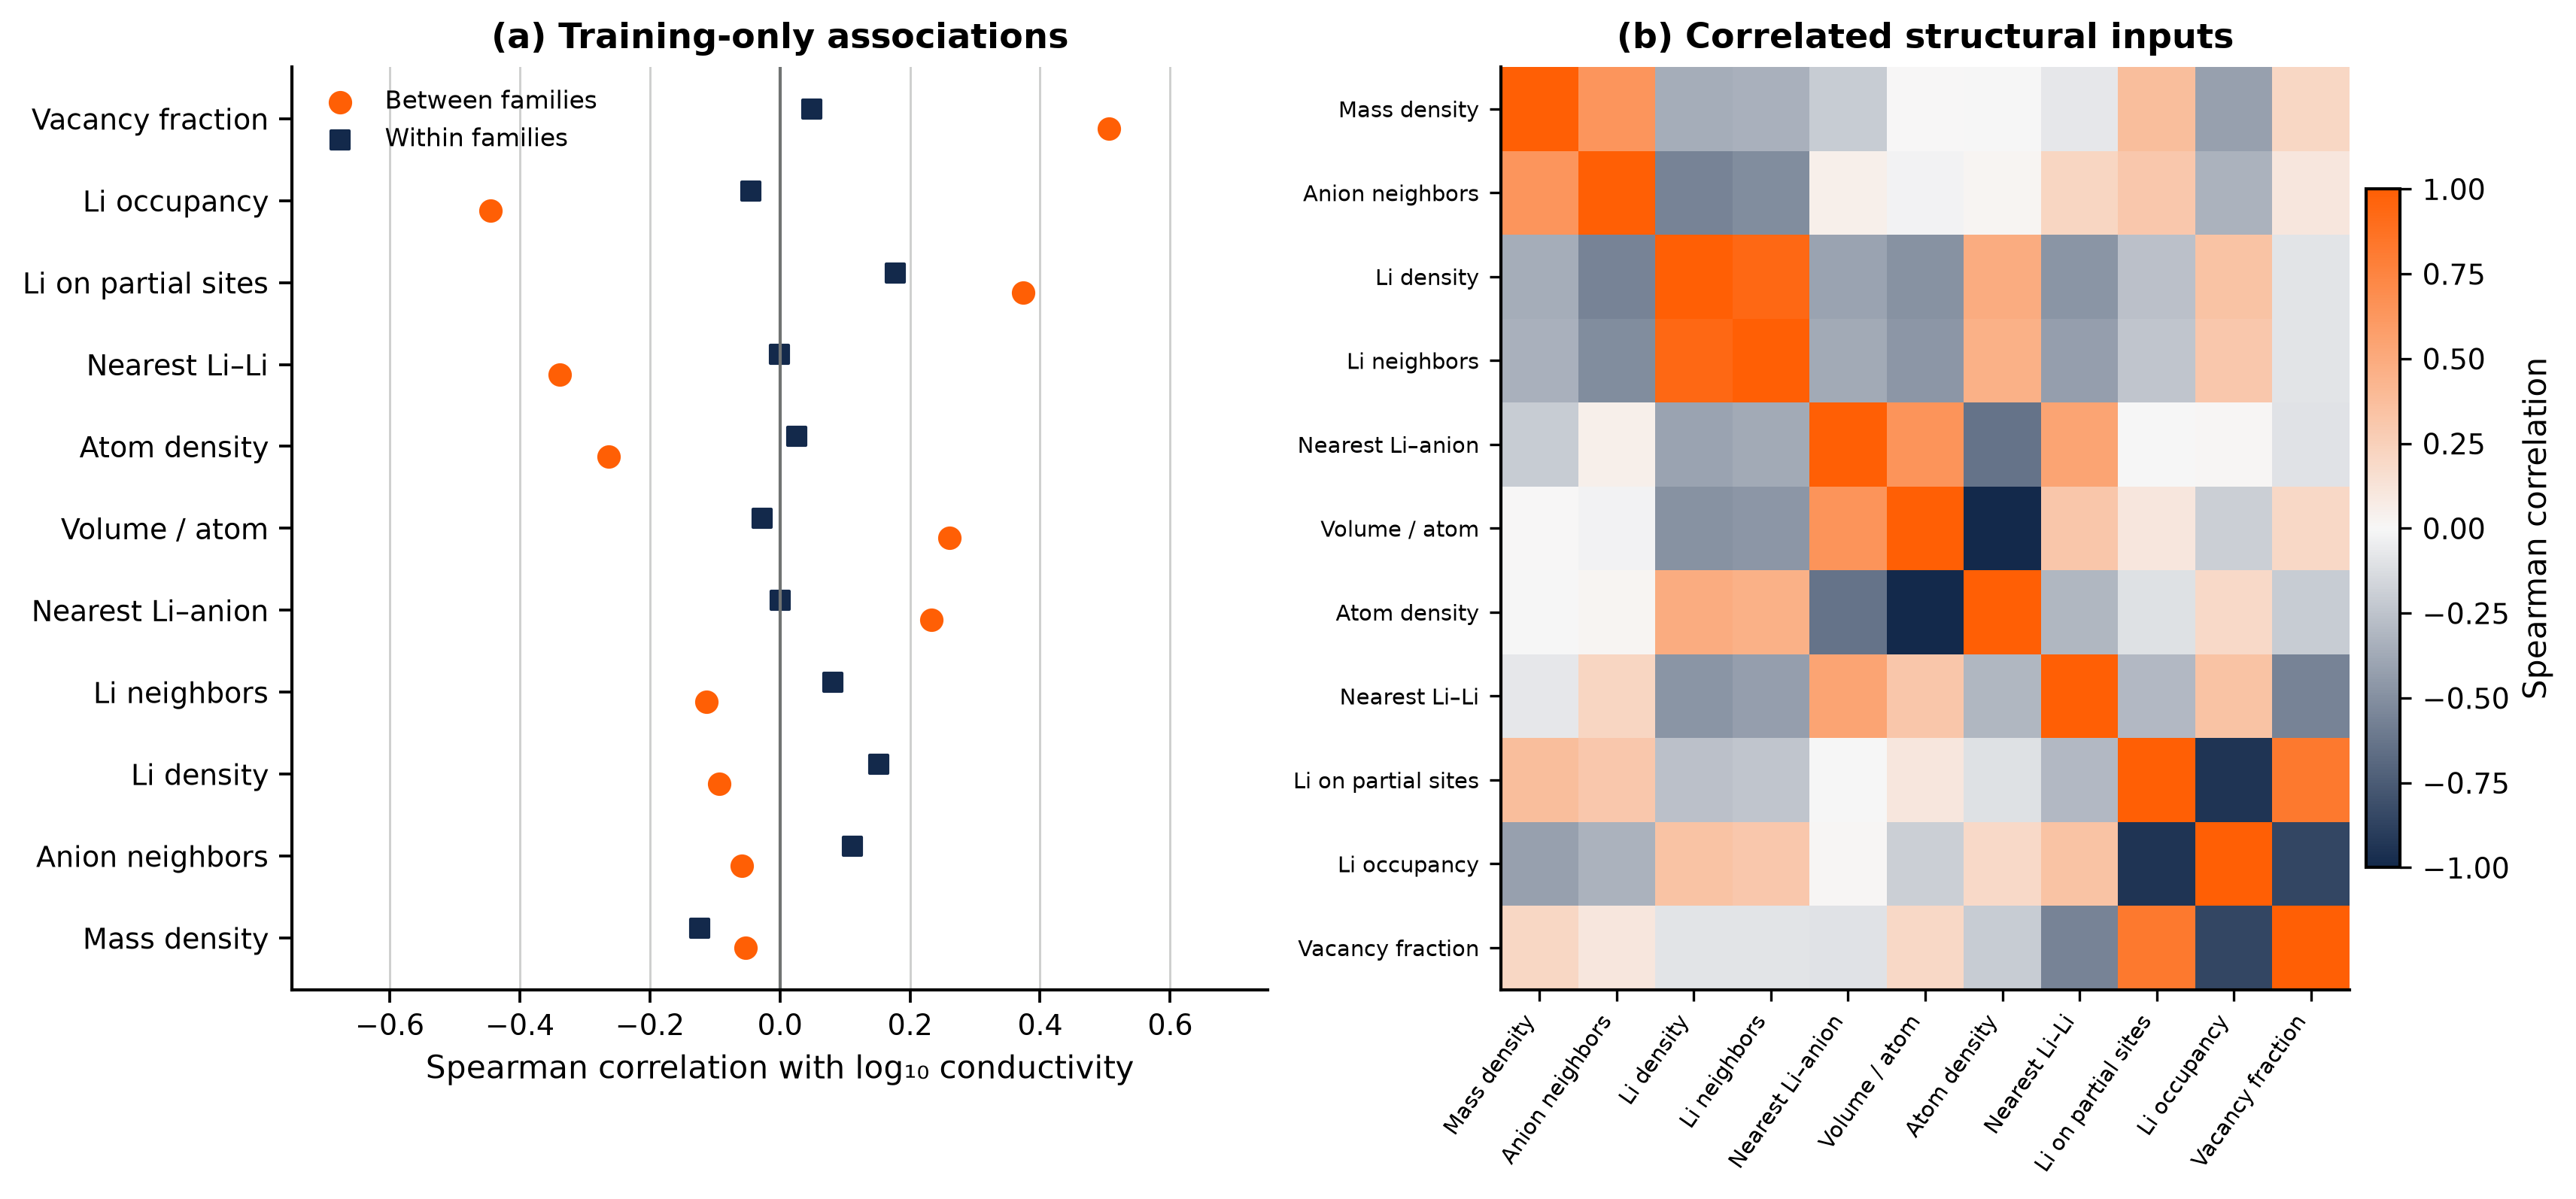 (a) Training-only associations
Between families
Within families
Vacancy fraction
Li occupancy
Li on partial sites
Nearest Li–Li
Atom density
Volume / atom
Nearest Li–anion
Li neighbors
Li density
Anion neighbors
Mass density
−0.6 −0.4 −0.2 0.0 0.2 0.4 0.6
Spearman correlation with log₁₀ conductivity
(b) Correlated structural inputs
Mass density
Anion neighbors
Li density
Li neighbors
Nearest Li–anion
Volume / atom
Atom density
Nearest Li–Li
Li on partial sites
Li occupancy
Vacancy fraction
Mass density
Anion neighbors
Li density
Li neighbors
Nearest Li–anion
Volume / atom
Atom density
Nearest Li–Li
Li on partial sites
Li occupancy
Vacancy fraction
1.00
0.75
0.50
0.25
0.00
−0.25
−0.50
−0.75
−1.00
Spearman correlation